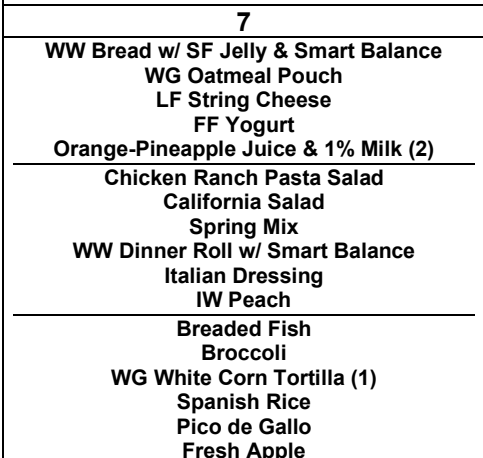 7
WW Bread w/ SF Jelly & Smart Balance
WG Oatmeal Pouch
LF String Cheese
FF Yogurt
Orange-Pineapple Juice & 1% Milk (2)
Chicken Ranch Pasta Salad
California Salad
Spring Mix
WW Dinner Roll w/ Smart Balance
Italian Dressing
IW Peach
Breaded Fish
Broccoli
WG White Corn Tortilla (1)
Spanish Rice
Pico de Gallo
Fresh Apple